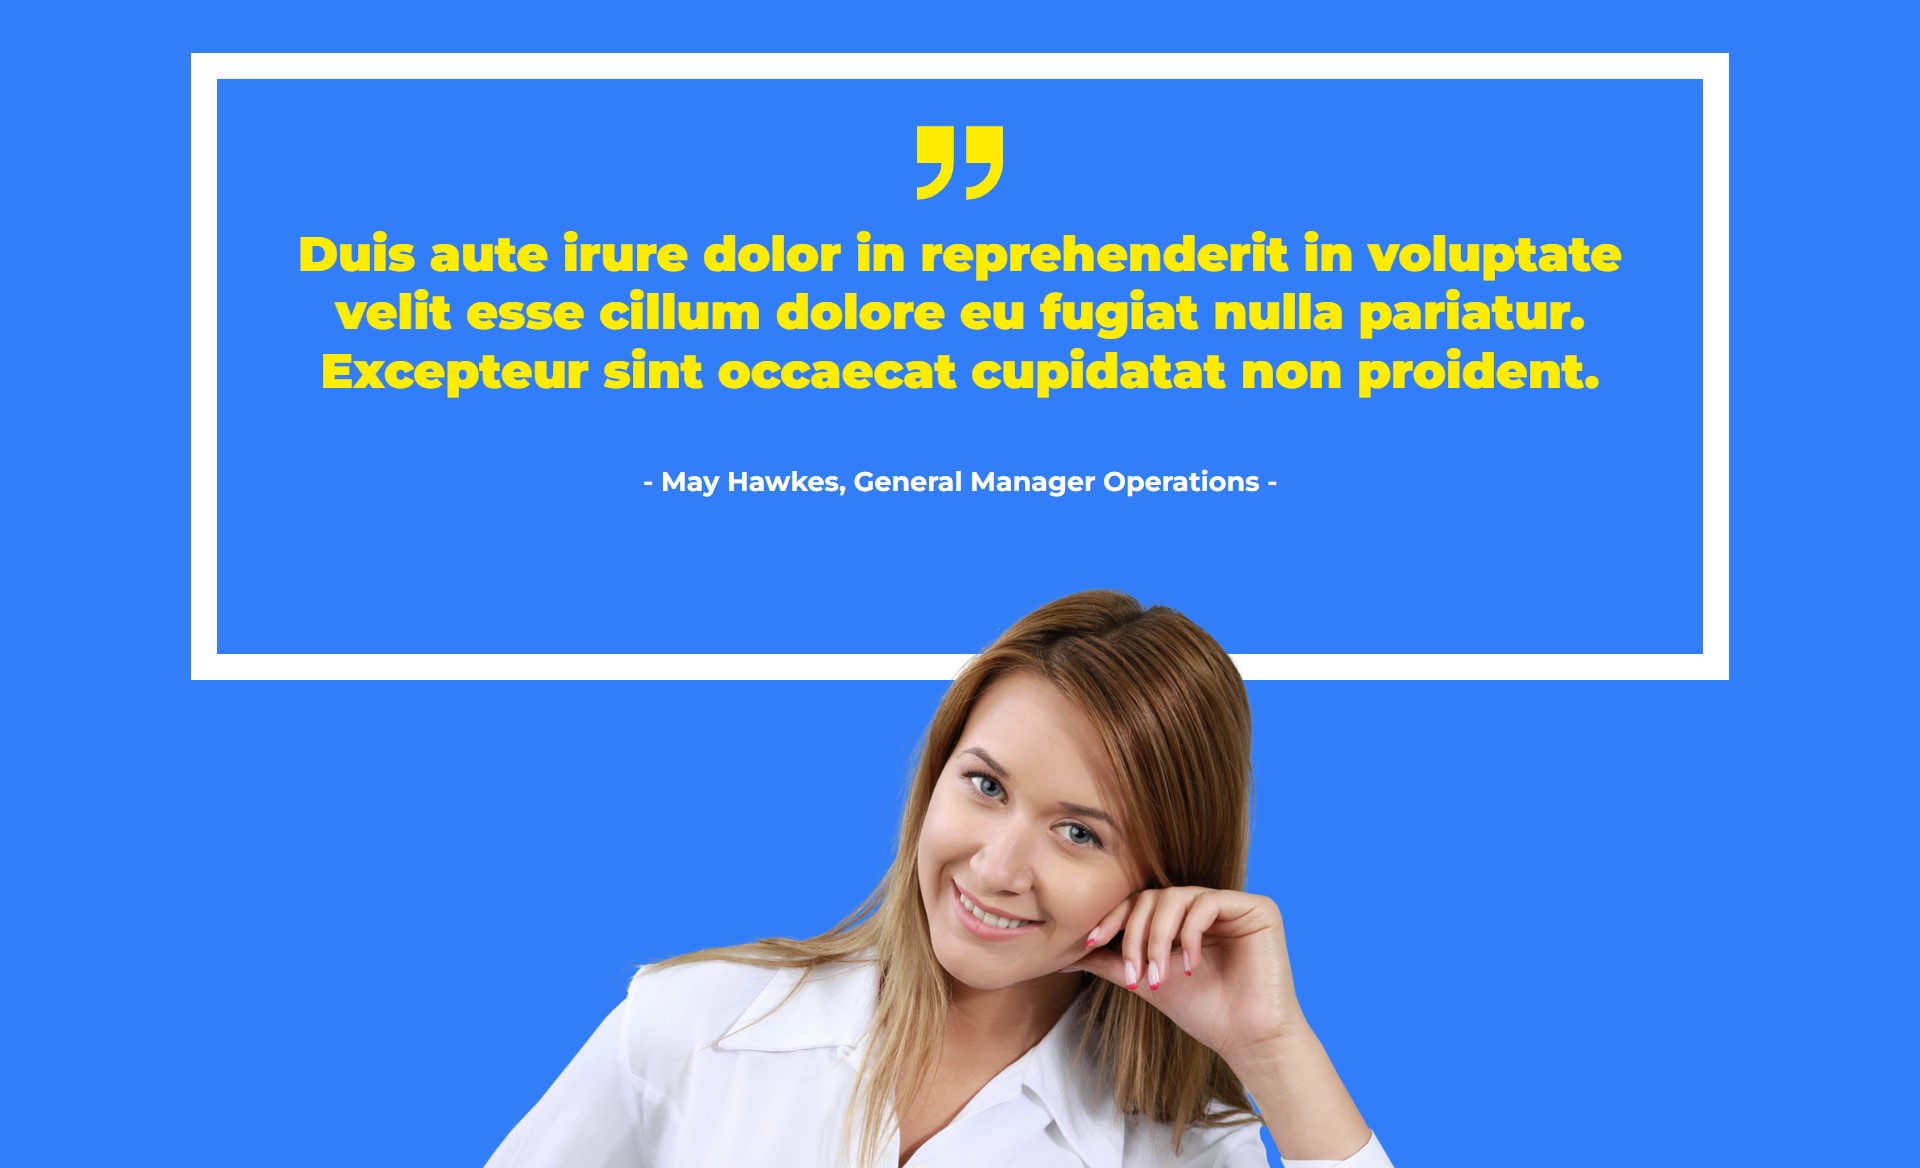 ”
Duis aute irure dolor in reprehenderit in voluptate
velit esse cillum dolore eu fugiat nulla pariatur.
Excepteur sint occaecat cupidatat non proident.
- May Hawkes, General Manager Operations -